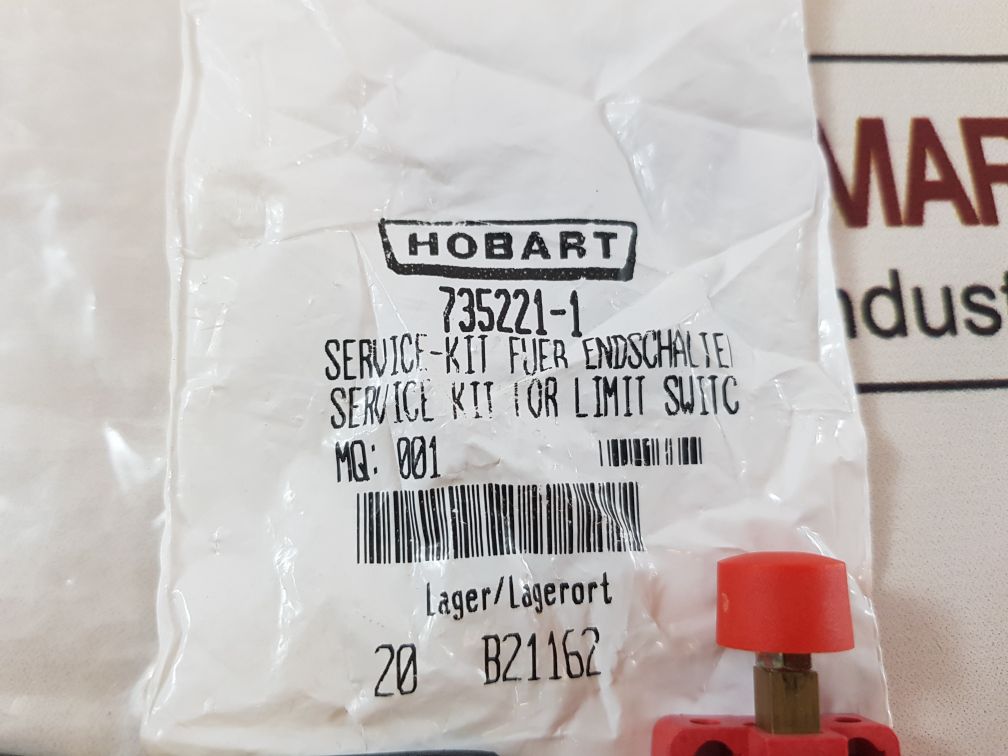 HOBART
735221-1
SERVICE-KIT FUER ENDSCHALTE
SERVICE KIT FOR LIMIT SWITC
MQ: 001
Lager/Lagerort
20 B21162
MAR
ndust